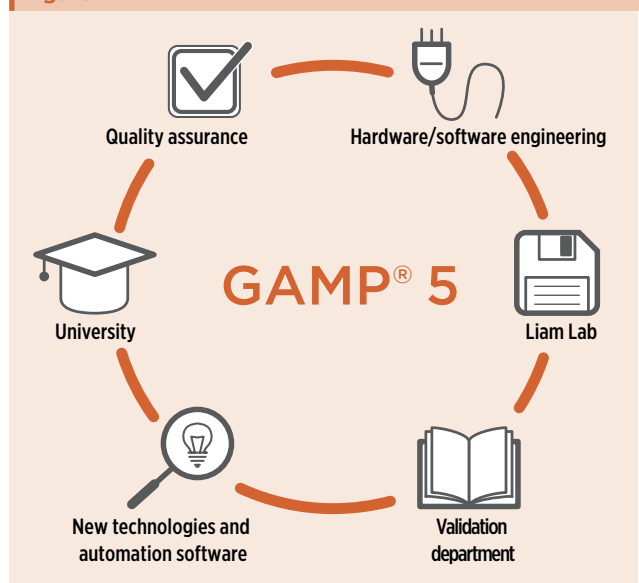 Quality assurance
Hardware/software engineering
GAMP® 5
University
Liam Lab
New technologies and
automation software
Validation
department